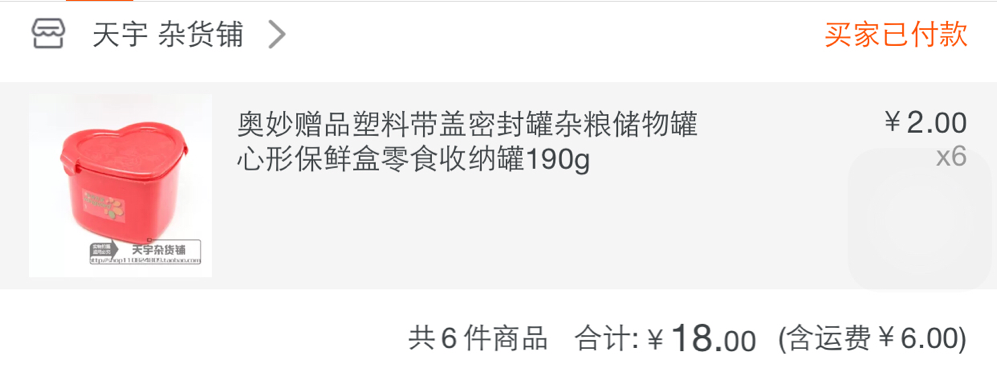 天宇 杂货铺
买家已付款
奥妙赠品塑料带盖密封罐杂粮储物罐
心形保鲜盒零食收纳罐190g
¥2.00
x6
天宇杂货铺
共6件商品 合计:¥18.00 (含运费¥6.00)